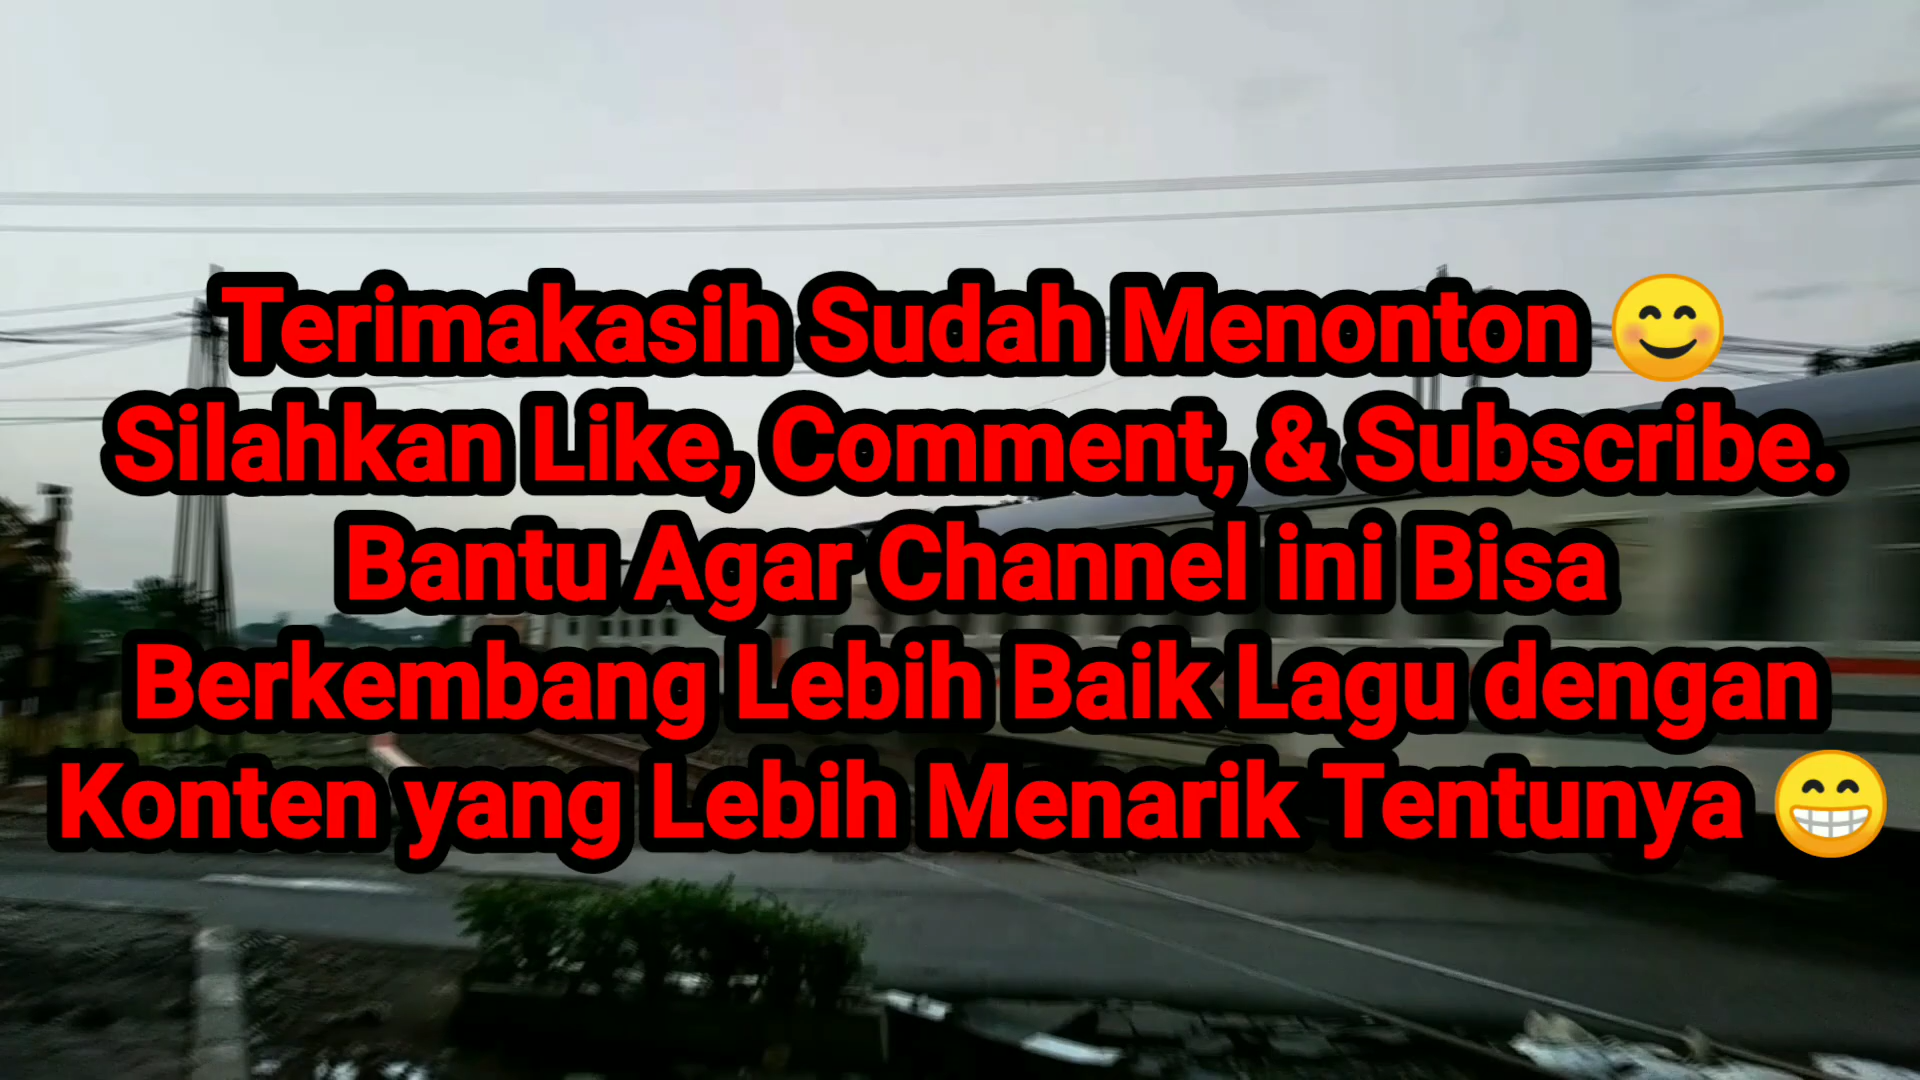 Terimakasih Sudah Menonton 😊
Silahkan Like, Comment, & Subscribe.
Bantu Agar Channel ini Bisa
Berkembang Lebih Baik Lagu dengan
Konten yang Lebih Menarik Tentunya 😁